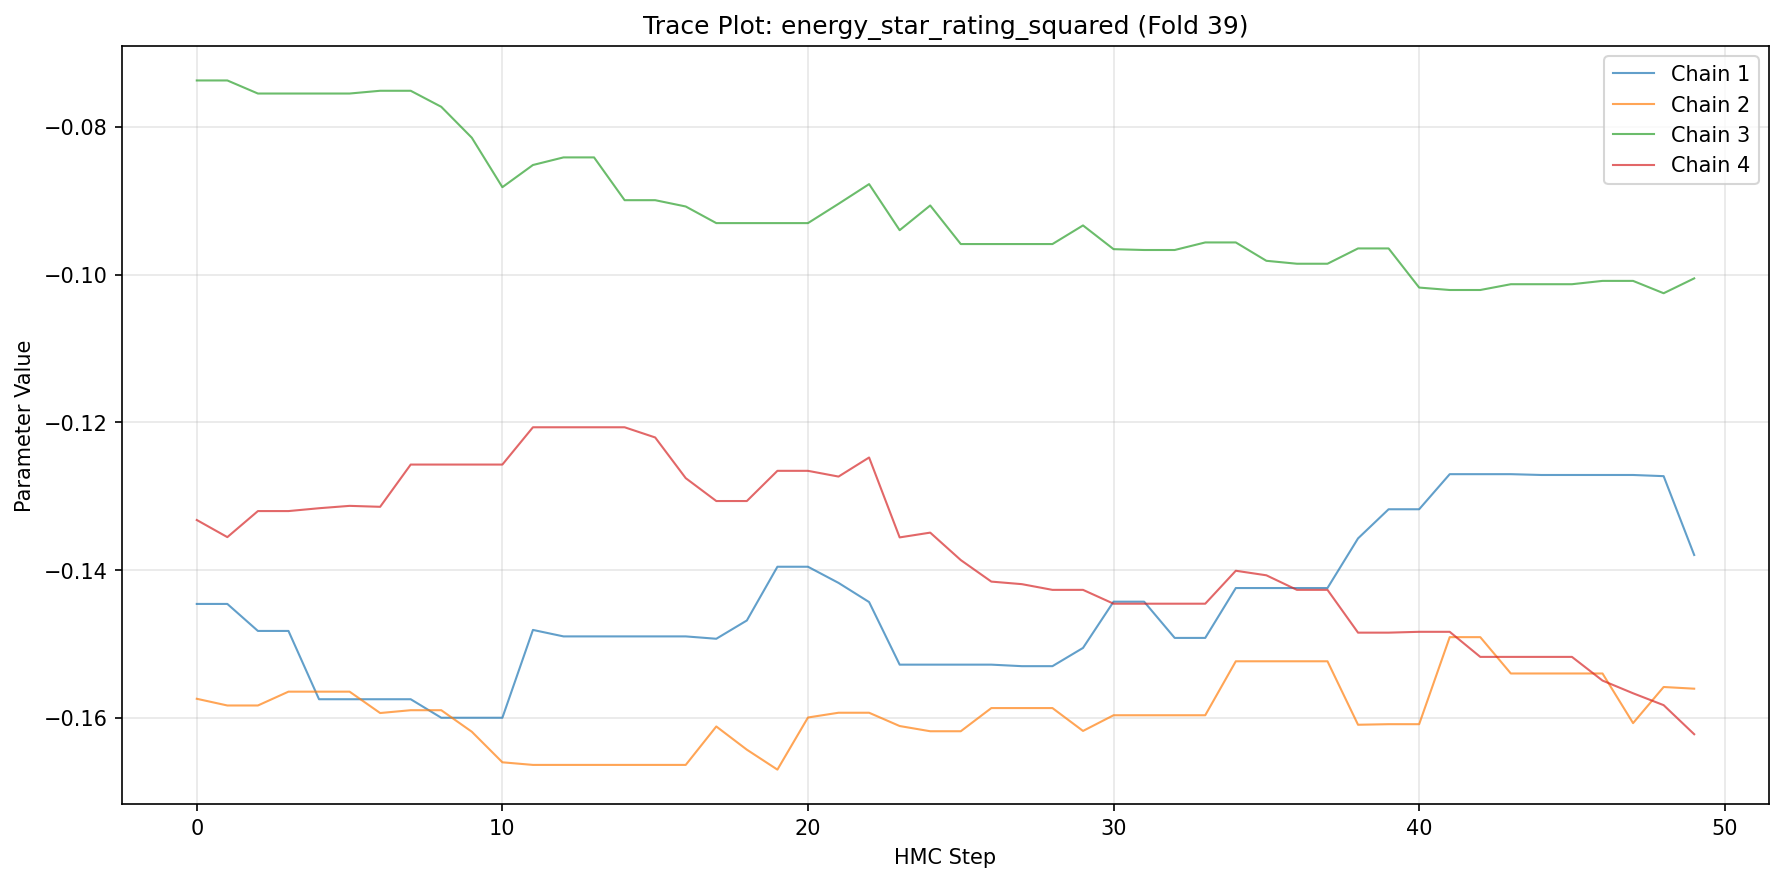 Trace Plot: energy_star_rating_squared (Fold 39)
Chain 1
Chain 2
Chain 3
Chain 4
−0.08
−0.10
−0.12
−0.14
−0.16
Parameter Value
0 10 20 30 40 50
HMC Step